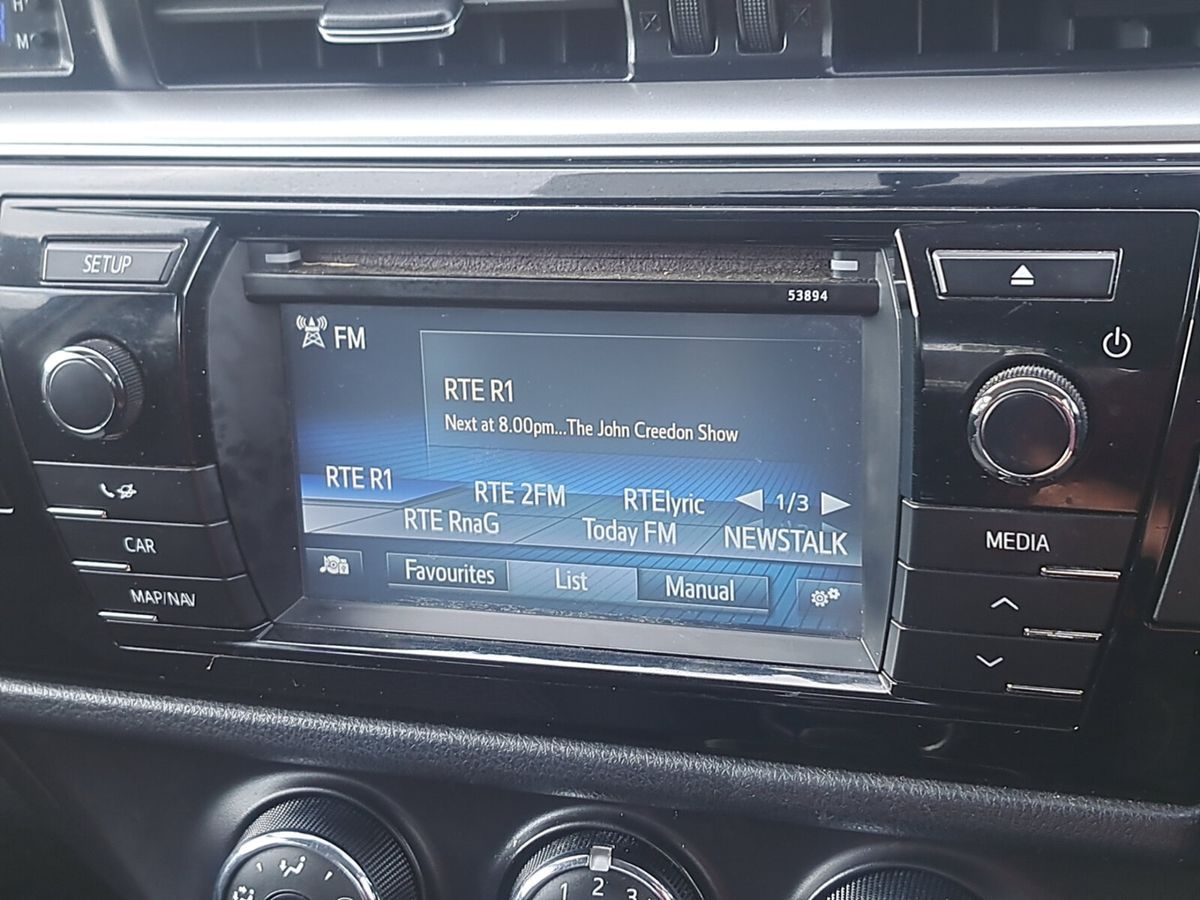 H
M
SETUP
53894
FM
RTE R1
Next at 8.00pm...The John Creedon Show
RTE R1 RTE 2FM RTElyric 1/3
RTE RnaG Today FM NEWSTALK
Favourites List Manual
CAR
MAP/NAV
MEDIA
1 2 3